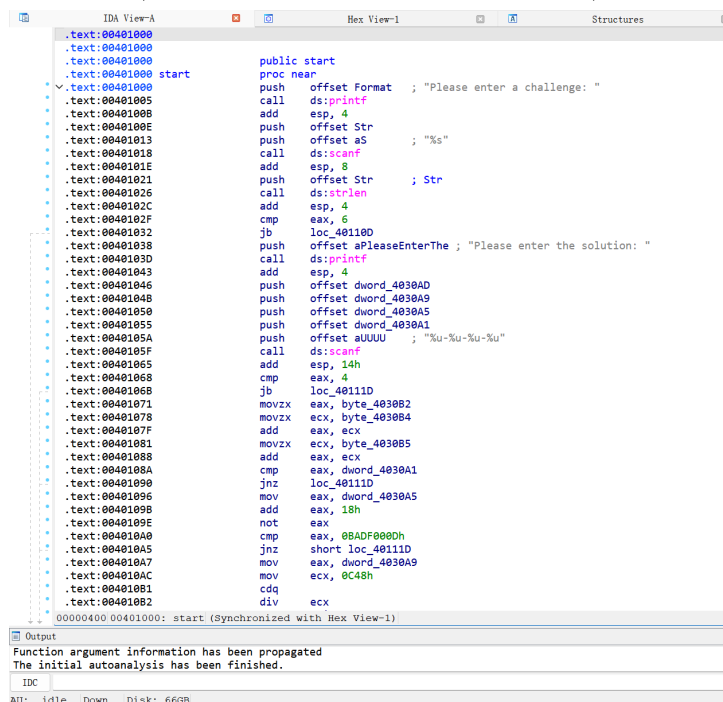 IDA View-A Hex View-1 Structures
.text:00401000
.text:00401000
.text:00401000 public start
.text:00401000 start proc near
.text:00401000 push offset Format ; "Please enter a challenge: "
.text:00401005 call ds:printf
.text:0040100B add esp, 4
.text:0040100E push offset Str
.text:00401013 push offset aS ; "%s"
.text:00401018 call ds:scanf
.text:0040101E add esp, 8
.text:00401021 push offset Str ; Str
.text:00401026 call ds:strlen
.text:0040102C add esp, 4
.text:0040102F cmp eax, 6
.text:00401032 jb loc_40110D
.text:00401038 push offset aPleaseEnterThe ; "Please enter the solution: "
.text:0040103D call ds:printf
.text:00401043 add esp, 4
.text:00401046 push offset dword_4030AD
.text:0040104B push offset dword_4030A9
.text:00401050 push offset dword_4030A5
.text:00401055 push offset dword_4030A1
.text:0040105A push offset aUUUU ; "%u-%u-%u-%u"
.text:0040105F call ds:scanf
.text:00401065 add esp, 14h
.text:00401068 cmp eax, 4
.text:0040106B jb loc_40111D
.text:00401071 movzx eax, byte_4030B2
.text:00401078 movzx ecx, byte_4030B4
.text:0040107F add eax, ecx
.text:00401081 movzx ecx, byte_4030B5
.text:00401088 add eax, ecx
.text:0040108A cmp eax, dword_4030A1
.text:00401090 jnz loc_40111D
.text:00401096 mov eax, dword_4030A5
.text:0040109B add eax, 18h
.text:0040109E not eax
.text:004010A0 cmp eax, 0BADF000Dh
.text:004010A5 jnz short loc_40111D
.text:004010A7 mov eax, dword_4030A9
.text:004010AC mov ecx, 0C48h
.text:004010B1 cdq
.text:004010B2 div ecx
00000400 00401000: start (Synchronized with Hex View-1)
Output
Function argument information has been propagated
The initial autoanalysis has been finished.
IDC
AU: idle Down Disk: 66GB